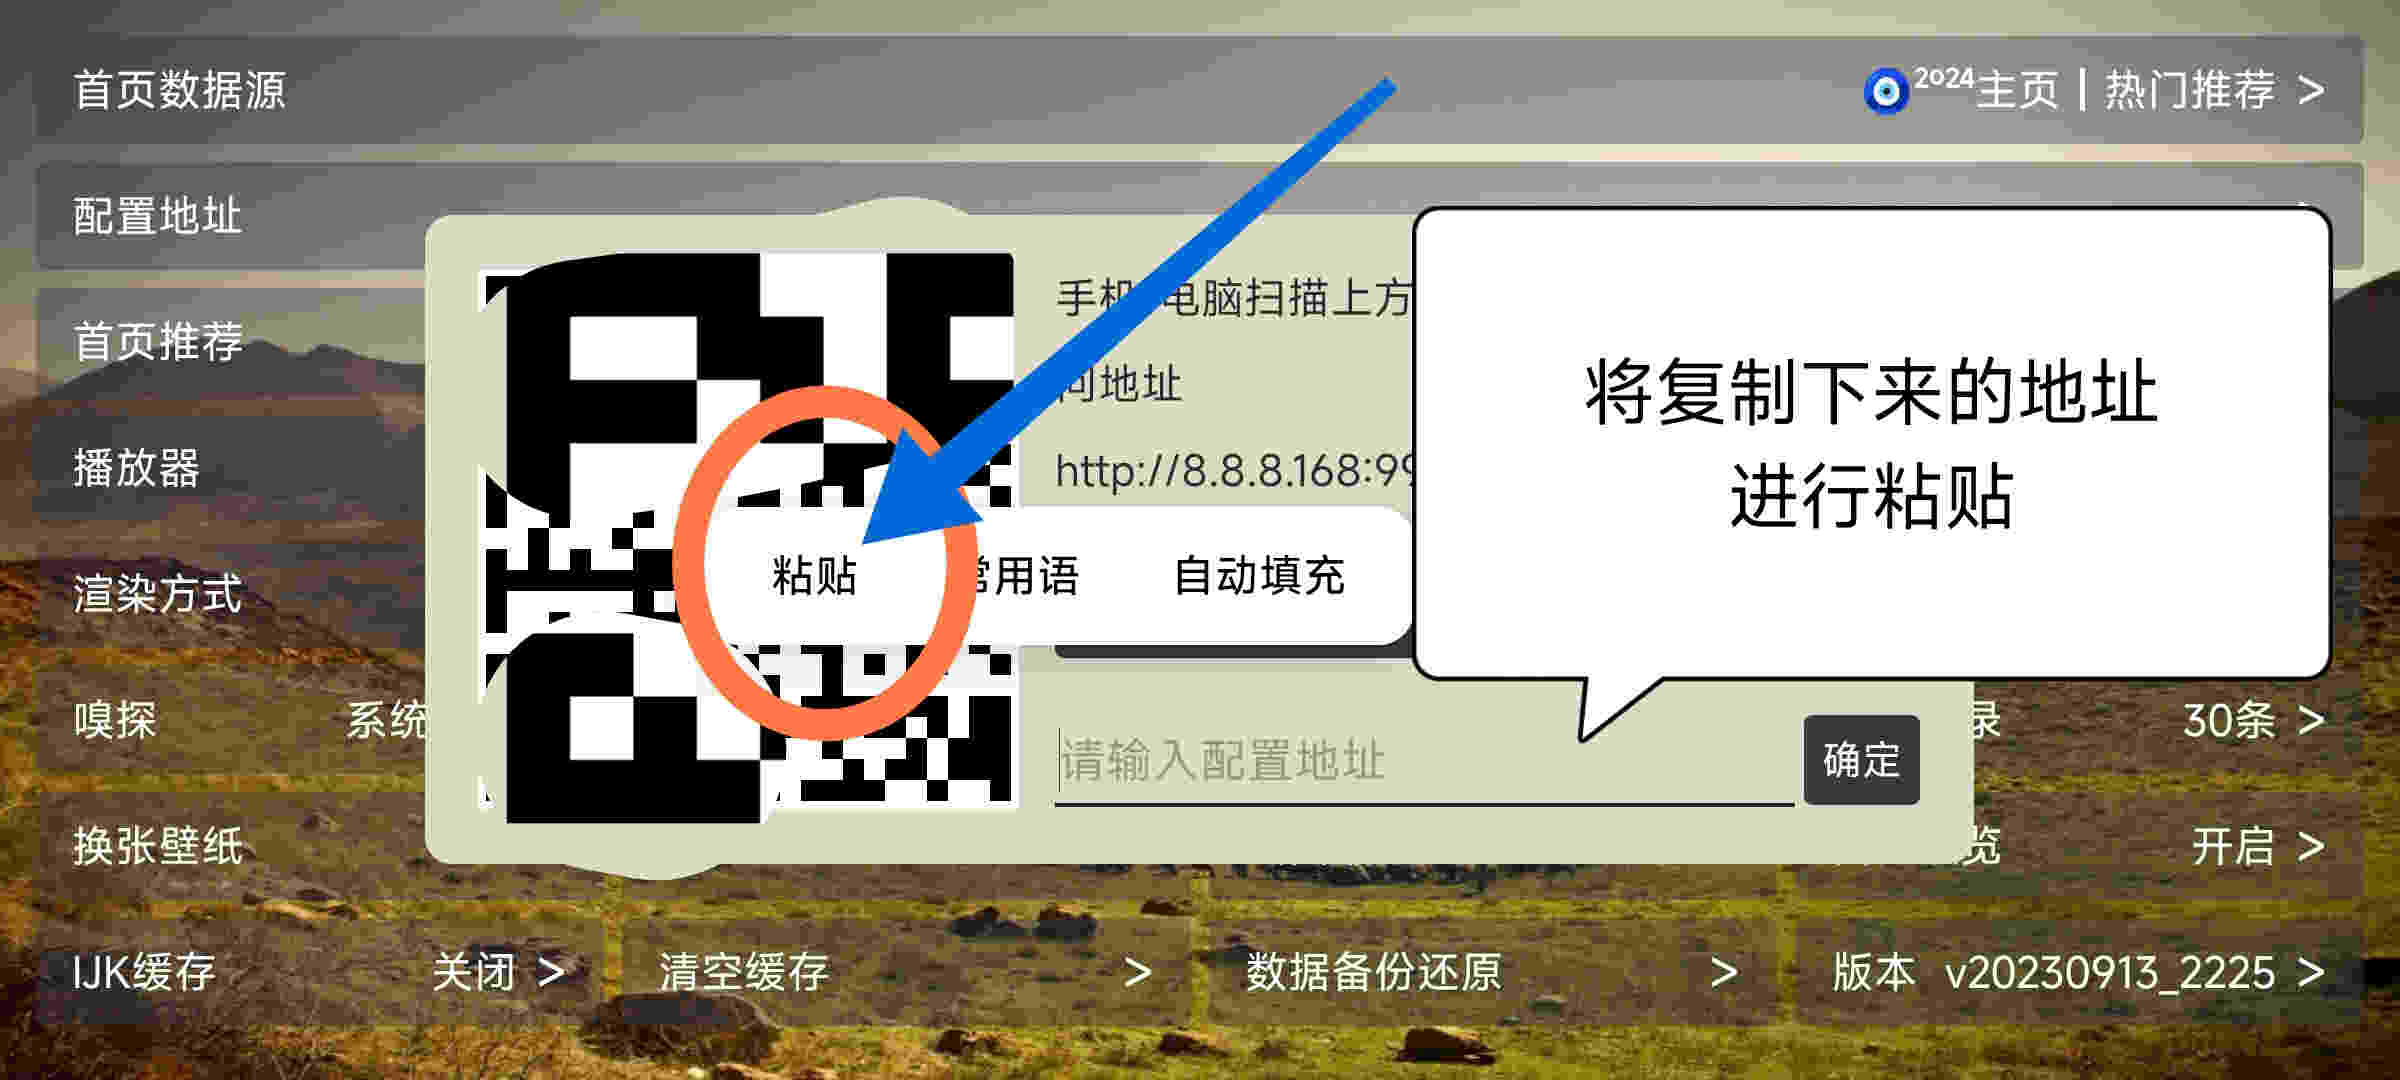 首页数据源
2024主页 | 热门推荐 >
配置地址
首页推荐
播放器
渲染方式
嗅探 系统
录 30条 >
换张壁纸
览 开启 >
IJK缓存 关闭 >
清空缓存 >
数据备份还原 >
版本 v20230913_2225 >
手机 电脑扫描上方
问地址
http://8.8.8.168:99
粘贴 常用语 自动填充
请输入配置地址
确定
将复制下来的地址
进行粘贴